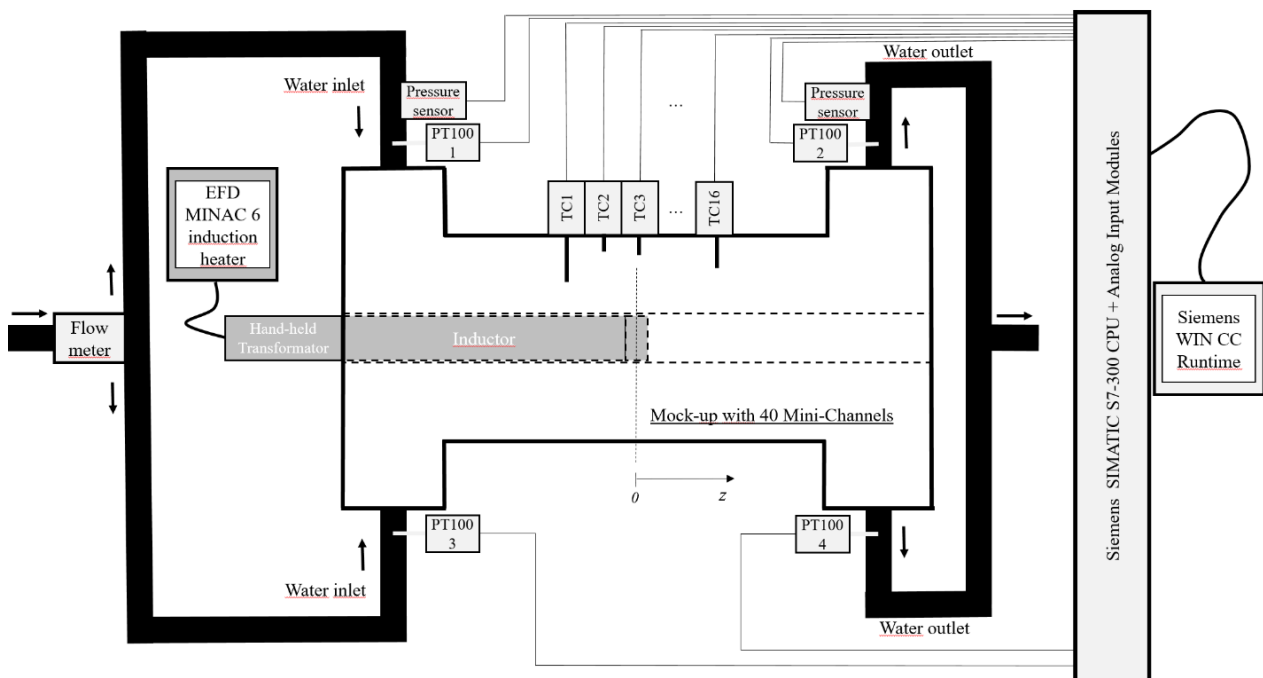 Water outlet
Water inlet
Pressure
sensor
Pressure
sensor
PT100
1
PT100
2
...
EFD
MINAC 6
induction
heater
TC1
TC2
TC3
...
TC16
Siemens SIMATIC S7-300 CPU + Analog Input Modules
Flow
meter
Hand-held
Transformator
Inductor
Siemens
WIN CC
Runtime
Mock-up with 40 Mini-Channels
0
z
PT100
3
PT100
4
Water inlet
Water outlet